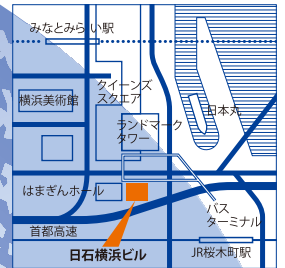 みなとみらい駅
クイーンズ
スクエア
横浜美術館
日本丸
ランドマーク
タワー
はまぎんホール
バス
ターミナル
首都高速
日石横浜ビル
JR桜木町駅